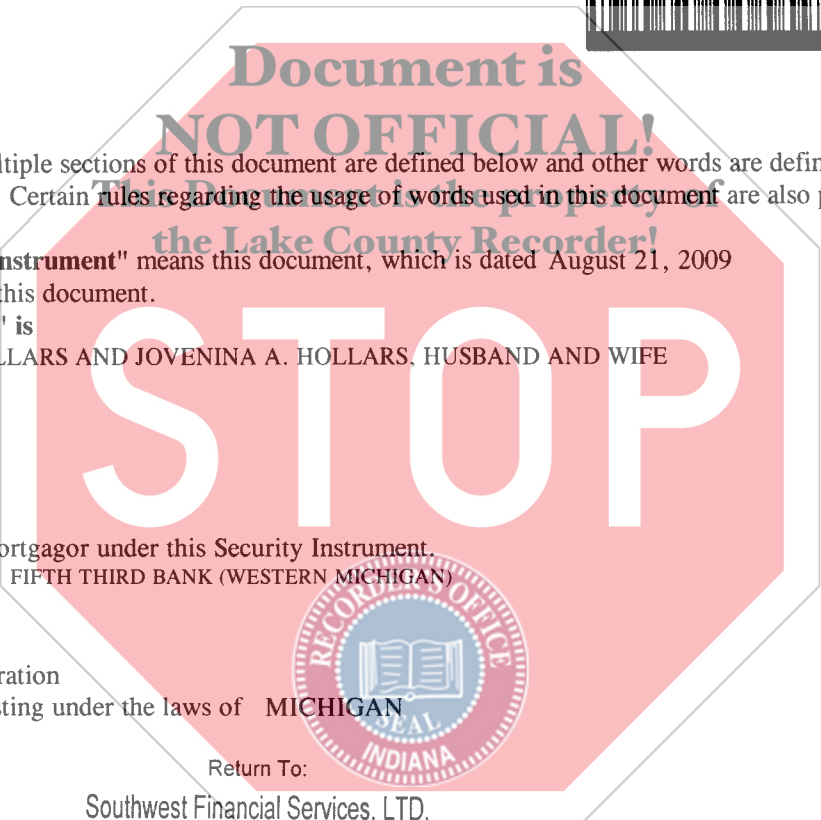 Document is
NOT OFFICIAL!
ltiple sections of this document are defined below and other words are defin
Certain rules regarding the usage of words used in this document are also p
This Document is the property of
the Lake County Recorder!
nstrument" means this document, which is dated August 21, 2009
this document.
" is
LLARS AND JOVENINA A. HOLLARS, HUSBAND AND WIFE
STOP
ortgagor under this Security Instrument.
FIFTH THIRD BANK (WESTERN MICHIGAN)
RECORDER'S OFFICE
ration
sting under the laws of MICHIGAN
SEAL
INDIANA
Return To:
Southwest Financial Services, LTD.